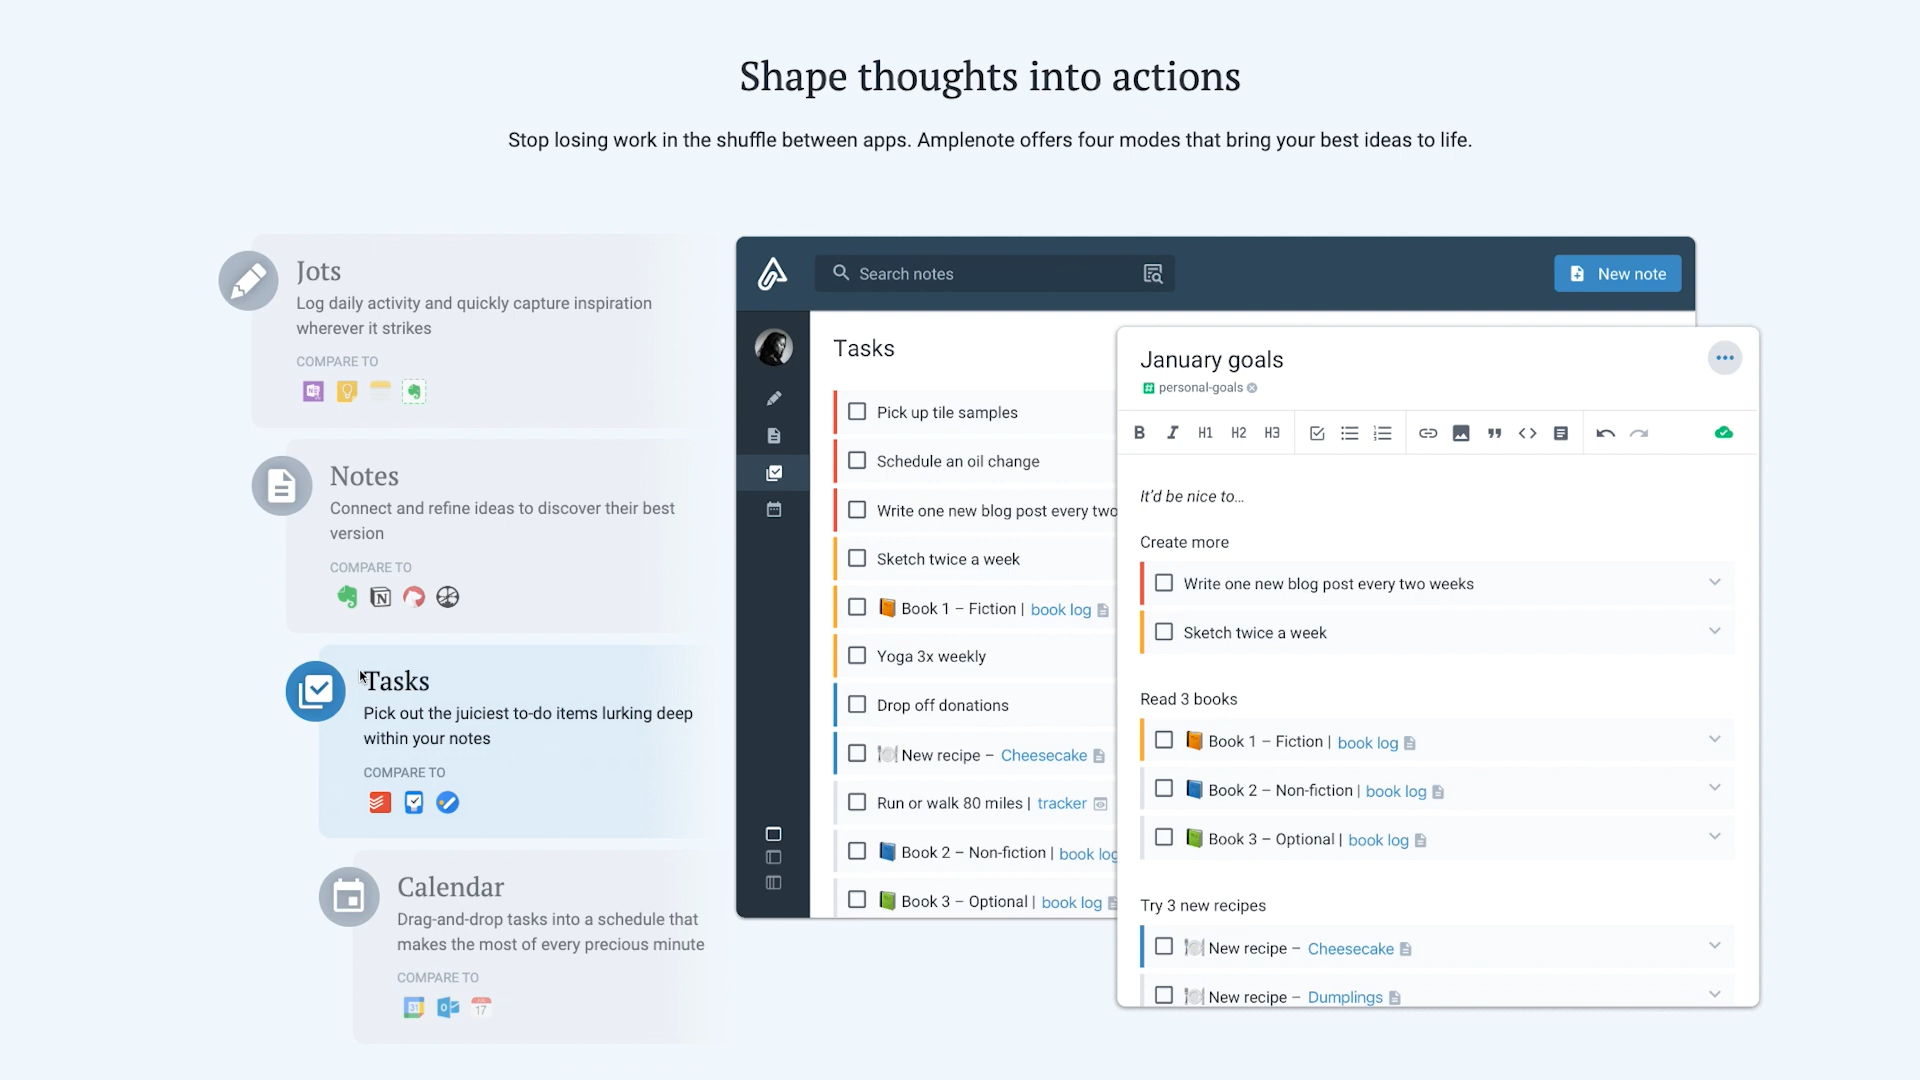 Shape thoughts into actions
Stop losing work in the shuffle between apps. Amplenote offers four modes that bring your best ideas to life.
Jots
Log daily activity and quickly capture inspiration
wherever it strikes
COMPARE TO
Notes
Connect and refine ideas to discover their best
version
COMPARE TO
Tasks
Pick out the juiciest to-do items lurking deep
within your notes
COMPARE TO
Calendar
Drag-and-drop tasks into a schedule that
makes the most of every precious minute
COMPARE TO
31
17
Search notes
New note
Tasks
Pick up tile samples
Schedule an oil change
Write one new blog post every two
Sketch twice a week
Book 1 – Fiction | book log
Yoga 3x weekly
Drop off donations
New recipe – Cheesecake
Run or walk 80 miles | tracker
Book 2 – Non-fiction | book log
Book 3 – Optional | book log
January goals
personal-goals
B I H1 H2 H3
It'd be nice to...
Create more
Write one new blog post every two weeks
Sketch twice a week
Read 3 books
Book 1 – Fiction | book log
Book 2 – Non-fiction | book log
Book 3 – Optional | book log
Try 3 new recipes
New recipe – Cheesecake
New recipe – Dumplings